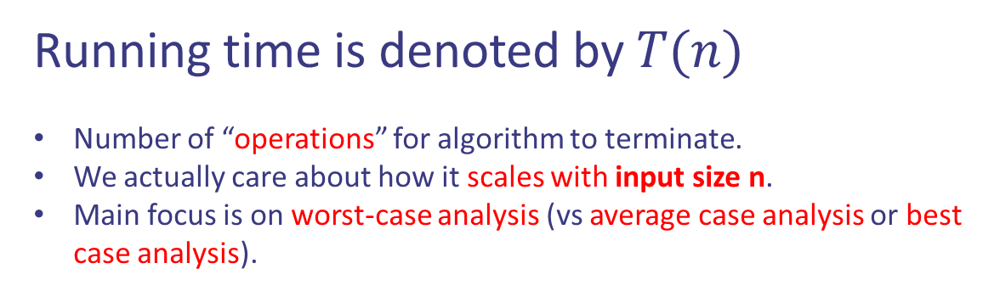 Running time is denoted by T(n)
• Number of “operations” for algorithm to terminate.
• We actually care about how it scales with input size n.
• Main focus is on worst-case analysis (vs average case analysis or best
case analysis).